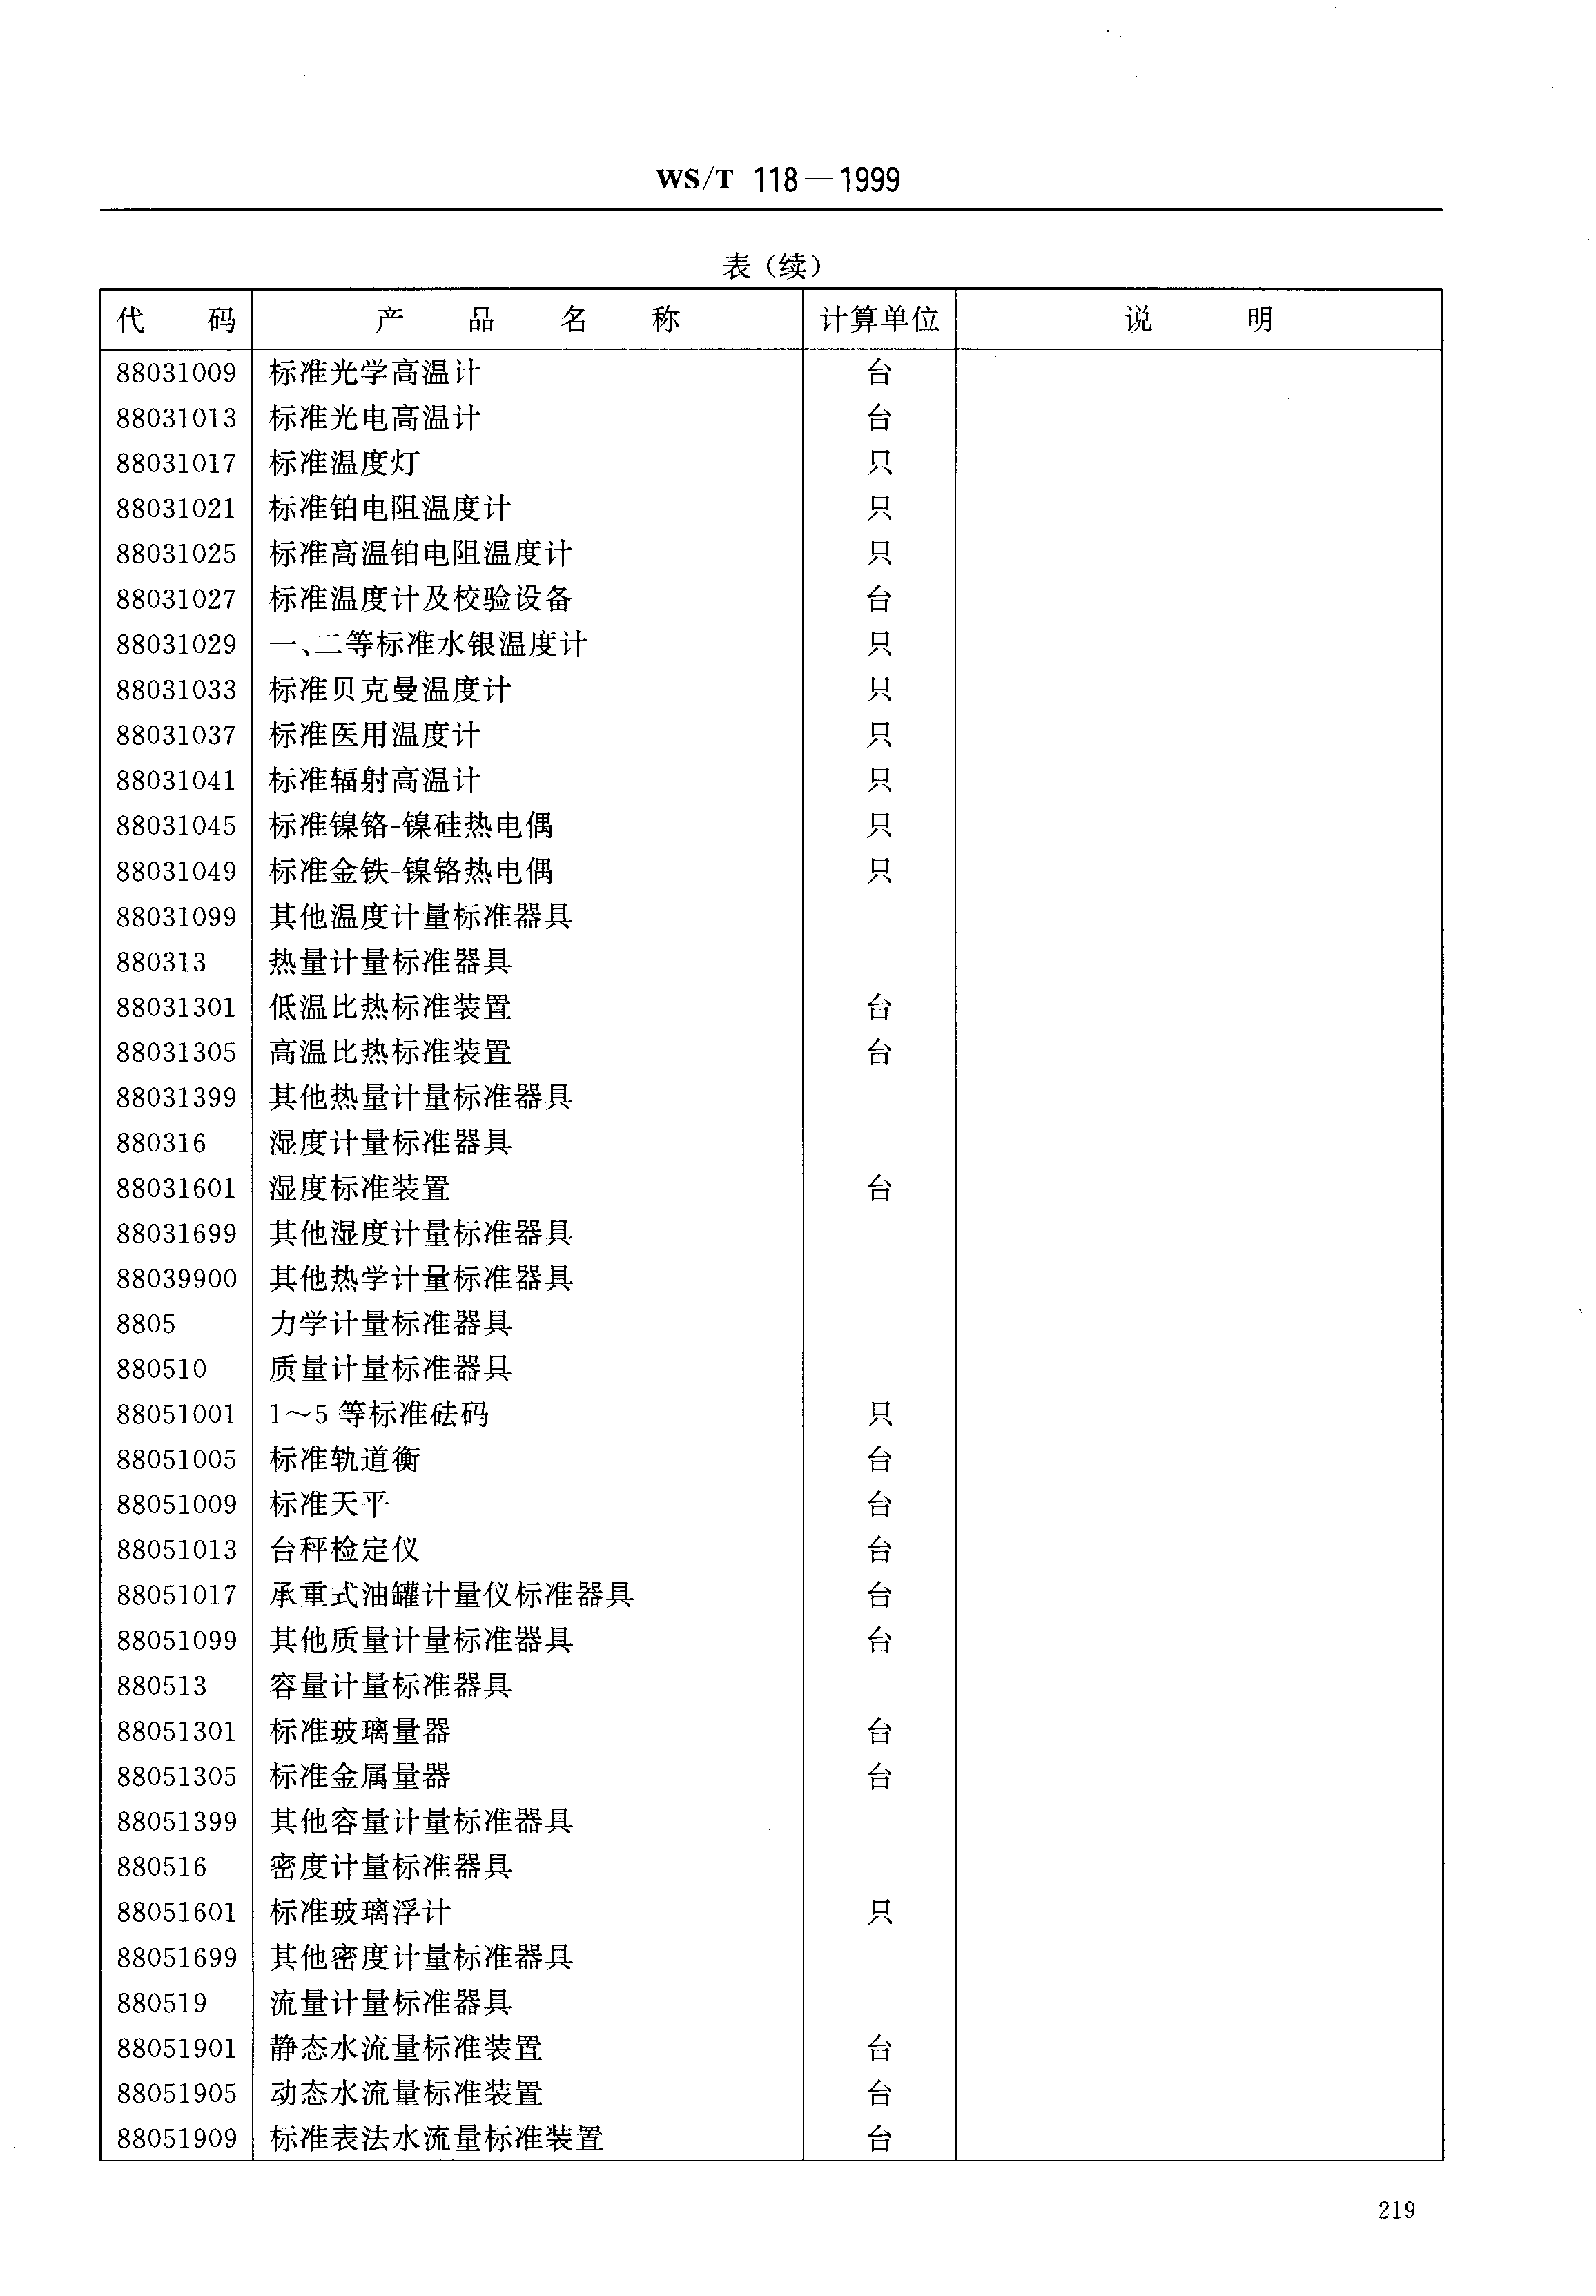 WS/T 118—1999
表(续)
代 码 产 品 名 称 计算单位 说 明
88031009 标准光学高温计 台
88031013 标准光电高温计 台
88031017 标准温度灯 只
88031021 标准铂电阻温度计 只
88031025 标准高温铂电阻温度计 只
88031027 标准温度计及校验设备 台
88031029 一、二等标准水银温度计 只
88031033 标准贝克曼温度计 只
88031037 标准医用温度计 只
88031041 标准辐射高温计 只
88031045 标准镍铬-镍硅热电偶 只
88031049 标准金铁-镍铬热电偶 只
88031099 其他温度计量标准器具
880313 热量计量标准器具
88031301 低温比热标准装置 台
88031305 高温比热标准装置 台
88031399 其他热量计量标准器具
880316 湿度计量标准器具
88031601 湿度标准装置 台
88031699 其他湿度计量标准器具
88039900 其他热学计量标准器具
8805 力学计量标准器具
880510 质量计量标准器具
88051001 1～5 等标准砝码 只
88051005 标准轨道衡 台
88051009 标准天平 台
88051013 台秤检定仪 台
88051017 承重式油罐计量仪标准器具 台
88051099 其他质量计量标准器具 台
880513 容量计量标准器具
88051301 标准玻璃量器 台
88051305 标准金属量器 台
88051399 其他容量计量标准器具
880516 密度计量标准器具
88051601 标准玻璃浮计 只
88051699 其他密度计量标准器具
880519 流量计量标准器具
88051901 静态水流量标准装置 台
88051905 动态水流量标准装置 台
88051909 标准表法水流量标准装置 台
219